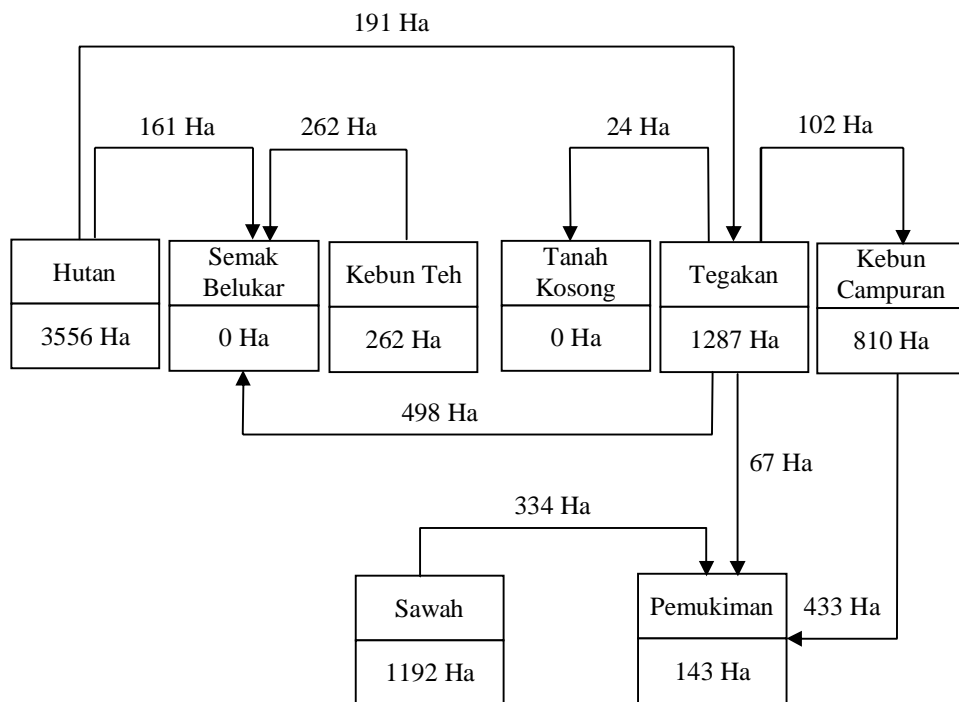 191 Ha
161 Ha
262 Ha
24 Ha
102 Ha
Hutan
3556 Ha
Semak
Belukar
0 Ha
Kebun Teh
262 Ha
Tanah
Kosong
0 Ha
Tegakan
1287 Ha
Kebun
Campuran
810 Ha
498 Ha
67 Ha
334 Ha
433 Ha
Sawah
1192 Ha
Pemukiman
143 Ha